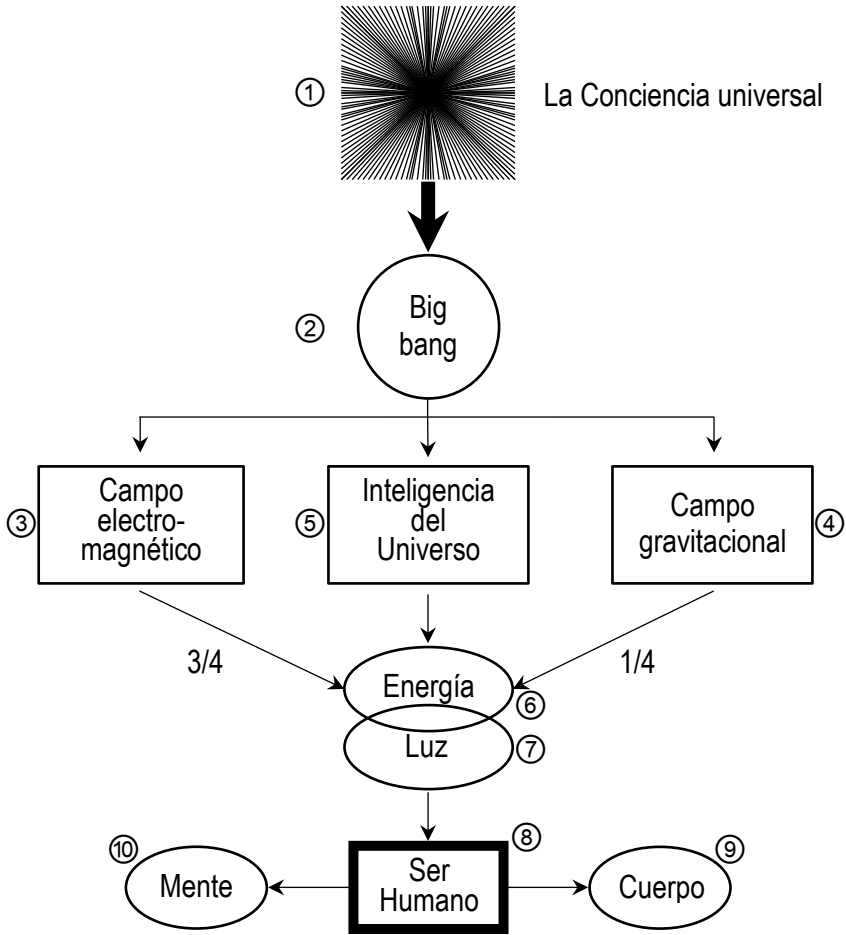 ① La Conciencia universal
②
Big
bang
③
Campo
electro-
magnético
⑤
Inteligencia
del
Universo
Campo
gravitacional
④
3/4
1/4
Energía
⑥
Luz
⑦
⑧
⑩
Mente
Ser
Humano
⑨
Cuerpo